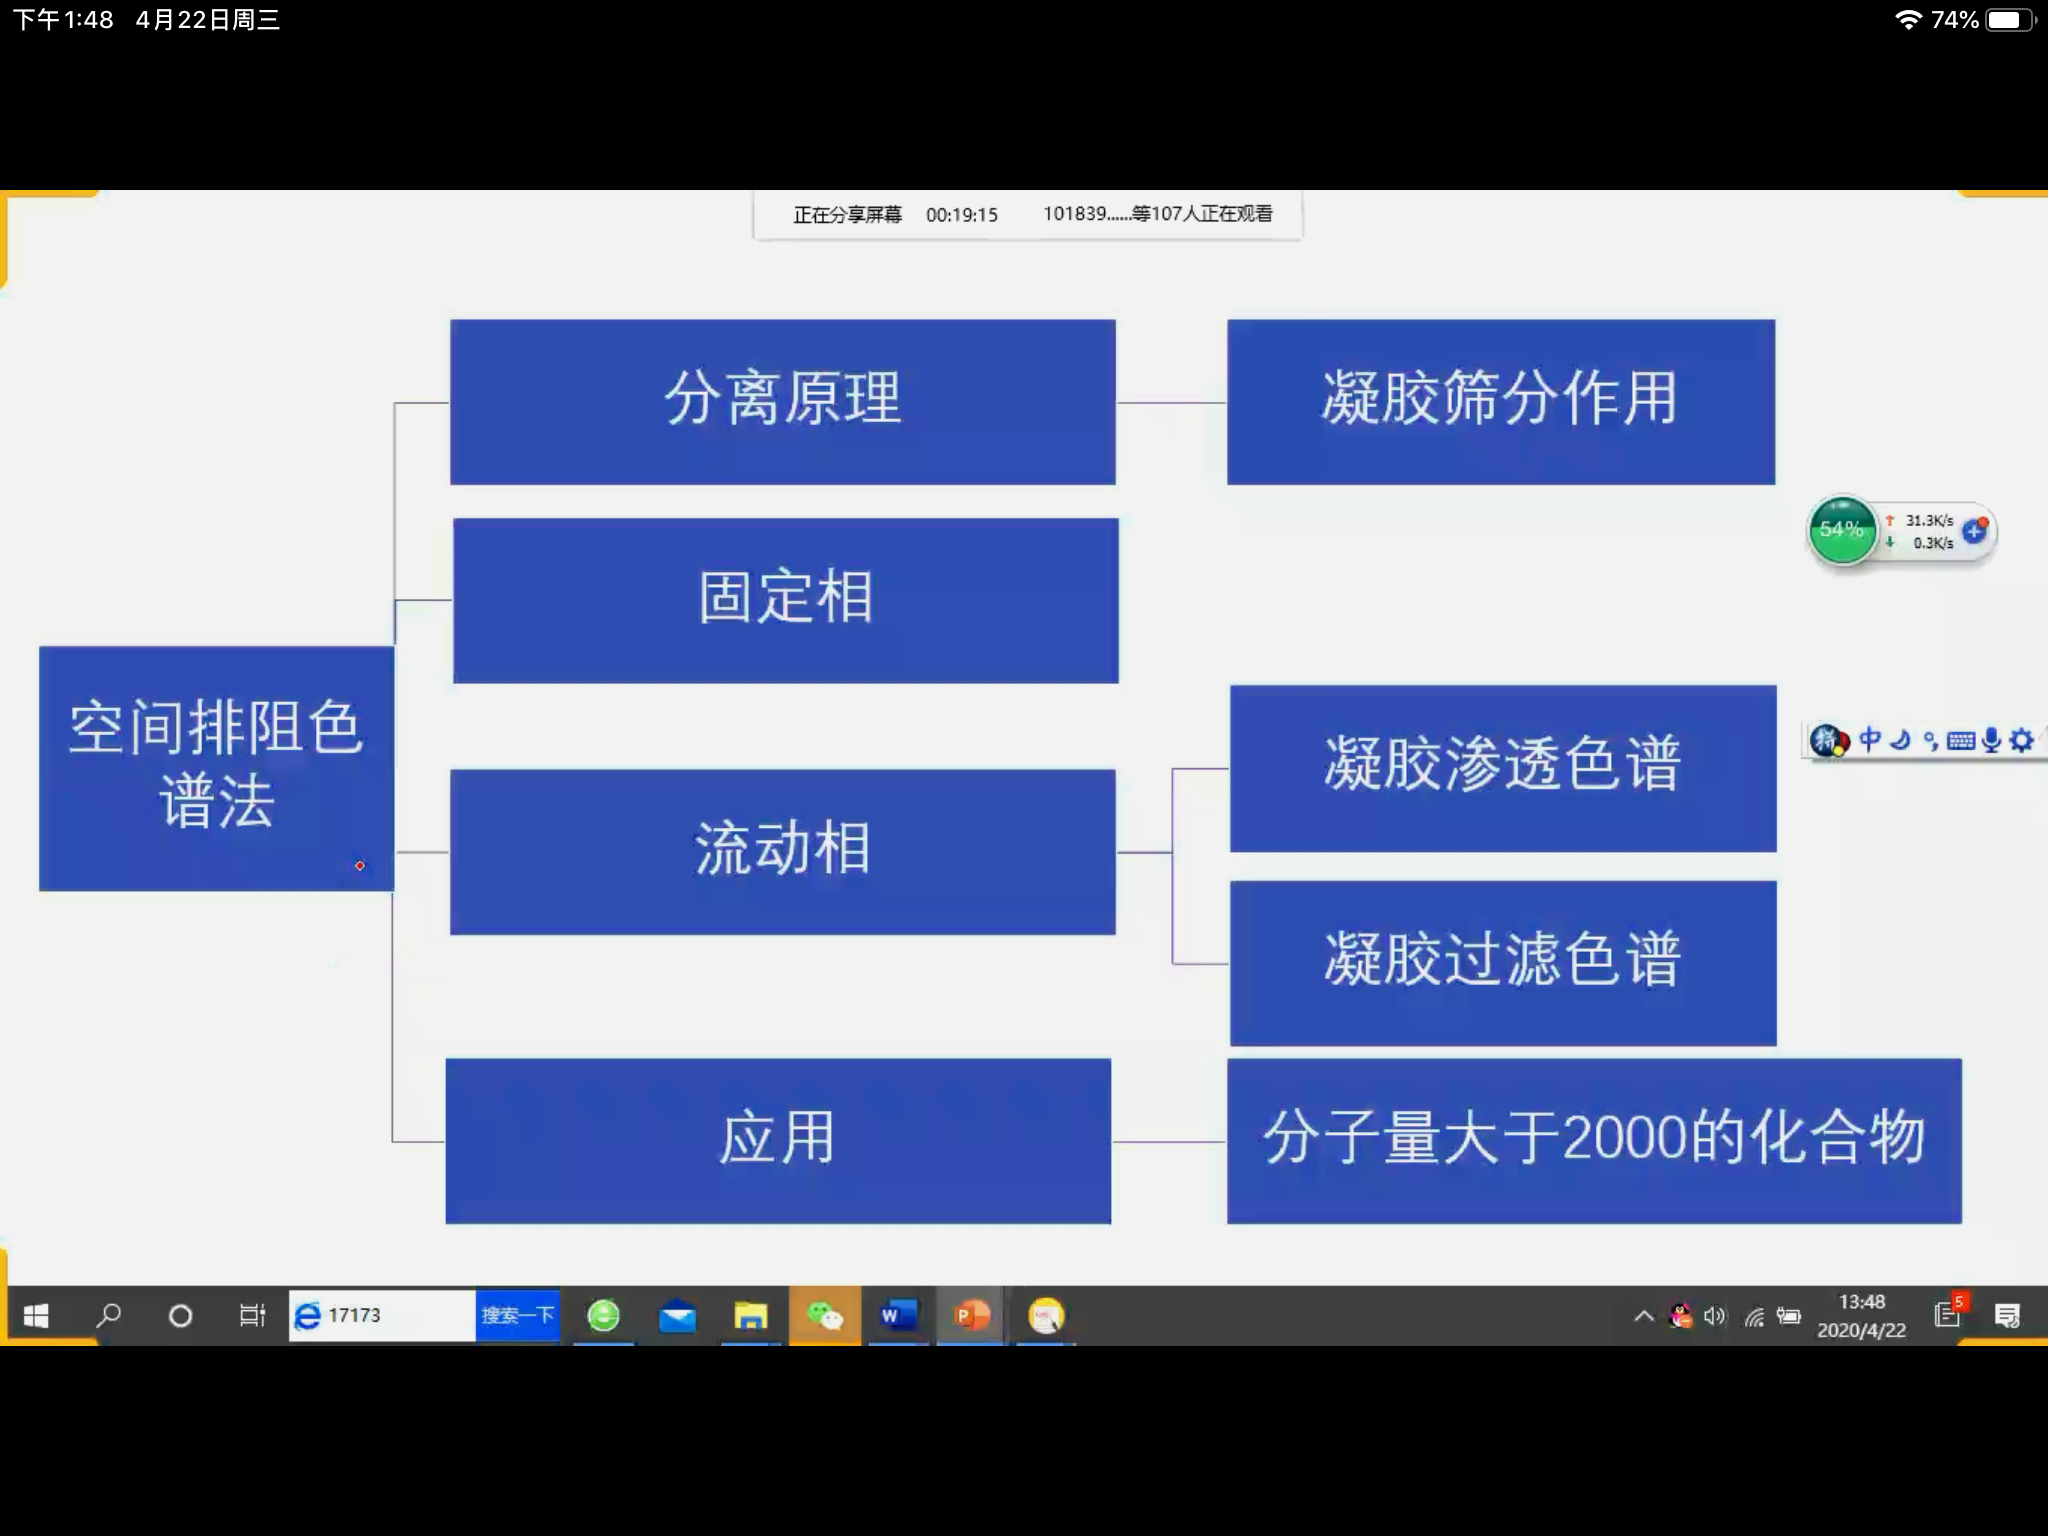 下午1:48 4月22日周三
74%
正在分享屏幕 00:19:15 101839......等107人正在观看
空间排阻色
谱法
分离原理
凝胶筛分作用
固定相
流动相
凝胶渗透色谱
凝胶过滤色谱
应用
分子量大于2000的化合物
54%
31.3K/s
0.3K/s
中
17173
搜索一下
13:48
2020/4/22
5